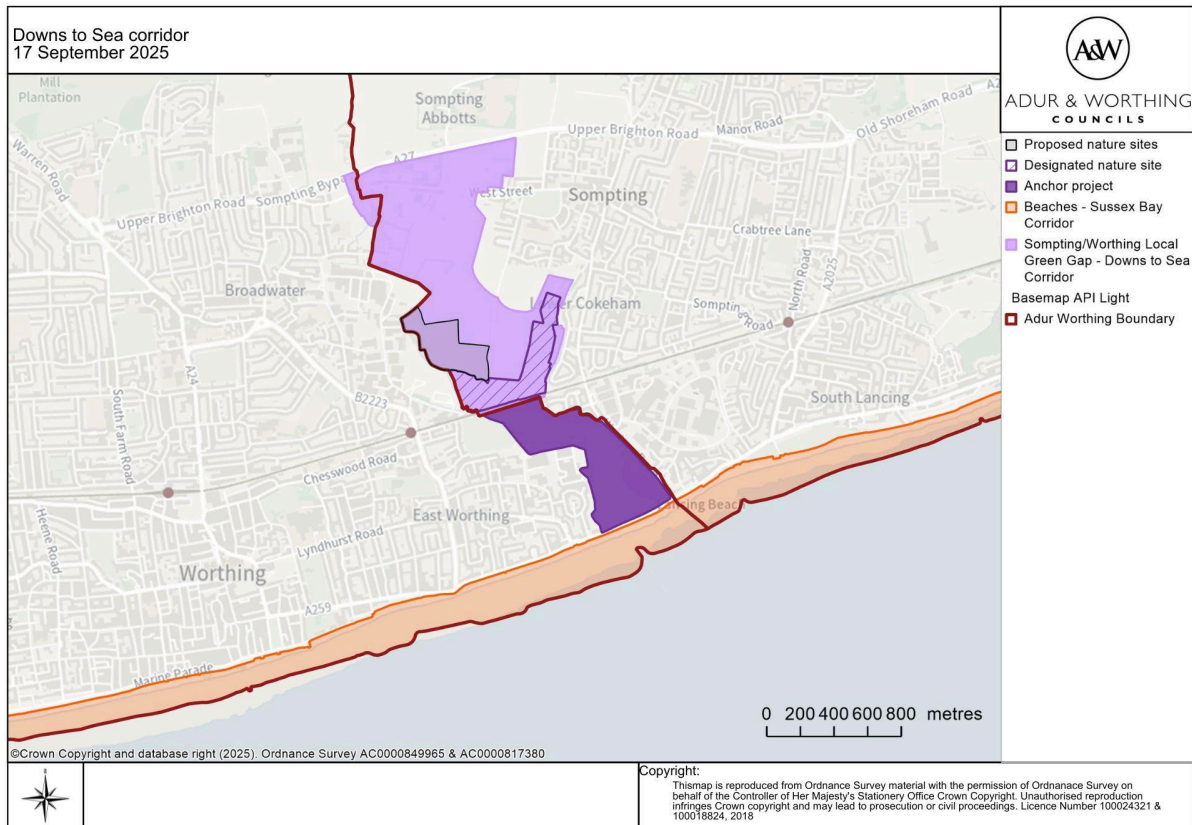 Downs to Sea corridor
17 September 2025
A&W
ADUR & WORTHING
COUNCILS
Proposed nature sites
Designated nature site
Anchor project
Beaches - Sussex Bay
Corridor
Sompting/Worthing Local
Green Gap - Downs to Sea
Corridor
Basemap API Light
Adur Worthing Boundary
Mill
Plantation
Sompting
Abbotts
Upper Brighton Road
Manor Road
Old Shoreham Road
Warren Road
A27
Sompting
West Street
Sompting
Upper Brighton Road
Crabtree Lane
North Road
A2025
Broadwater
Cokeham
Sompting Road
A24
South Farm Road
B2223
South Lancing
Chesswood Road
East Worthing
Beach
Heene Road
Lyndhurst Road
Worthing
A259
Marine Parade
0 200 400 600 800 metres
©Crown Copyright and database right (2025). Ordnance Survey AC0000849965 & AC0000817380
Copyright:
Thismap is reproduced from Ordnance Survey material with the permission of Ordnanace Survey on
behalf of the Controller of Her Majesty's Stationery Office Crown Copyright. Unauthorised reproduction
infringes Crown copyright and may lead to prosecution or civil proceedings. Licence Number 100024321 &
100018824, 2018